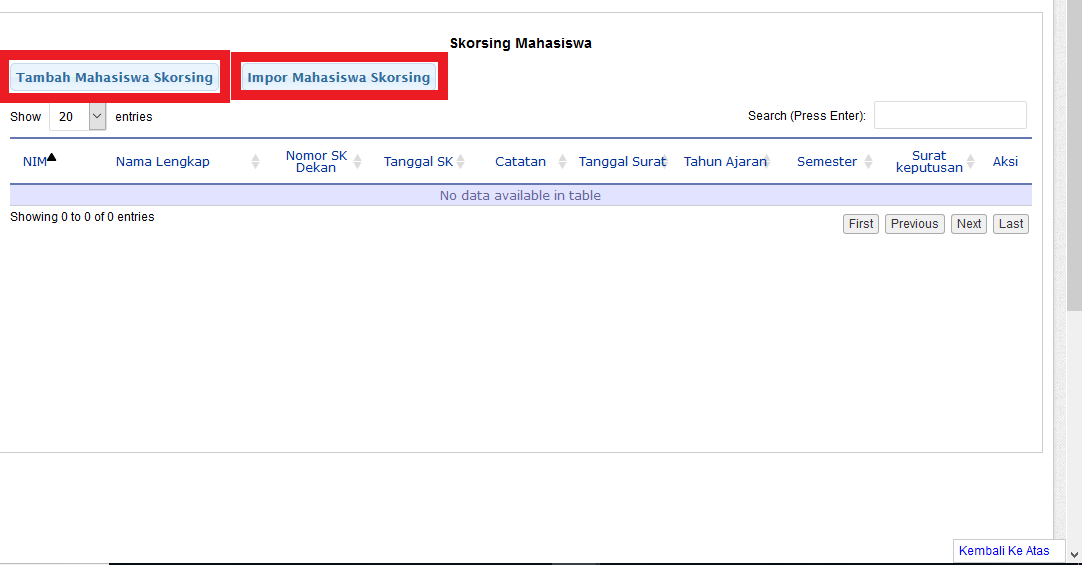 Skorsing Mahasiswa
Tambah Mahasiswa Skorsing Impor Mahasiswa Skorsing
Show 20 entries Search (Press Enter):
NIM Nama Lengkap Nomor SK Dekan Tanggal SK Catatan Tanggal Surat Tahun Ajaran Semester Surat keputusan Aksi
No data available in table
Showing 0 to 0 of 0 entries First Previous Next Last
Kembali Ke Atas